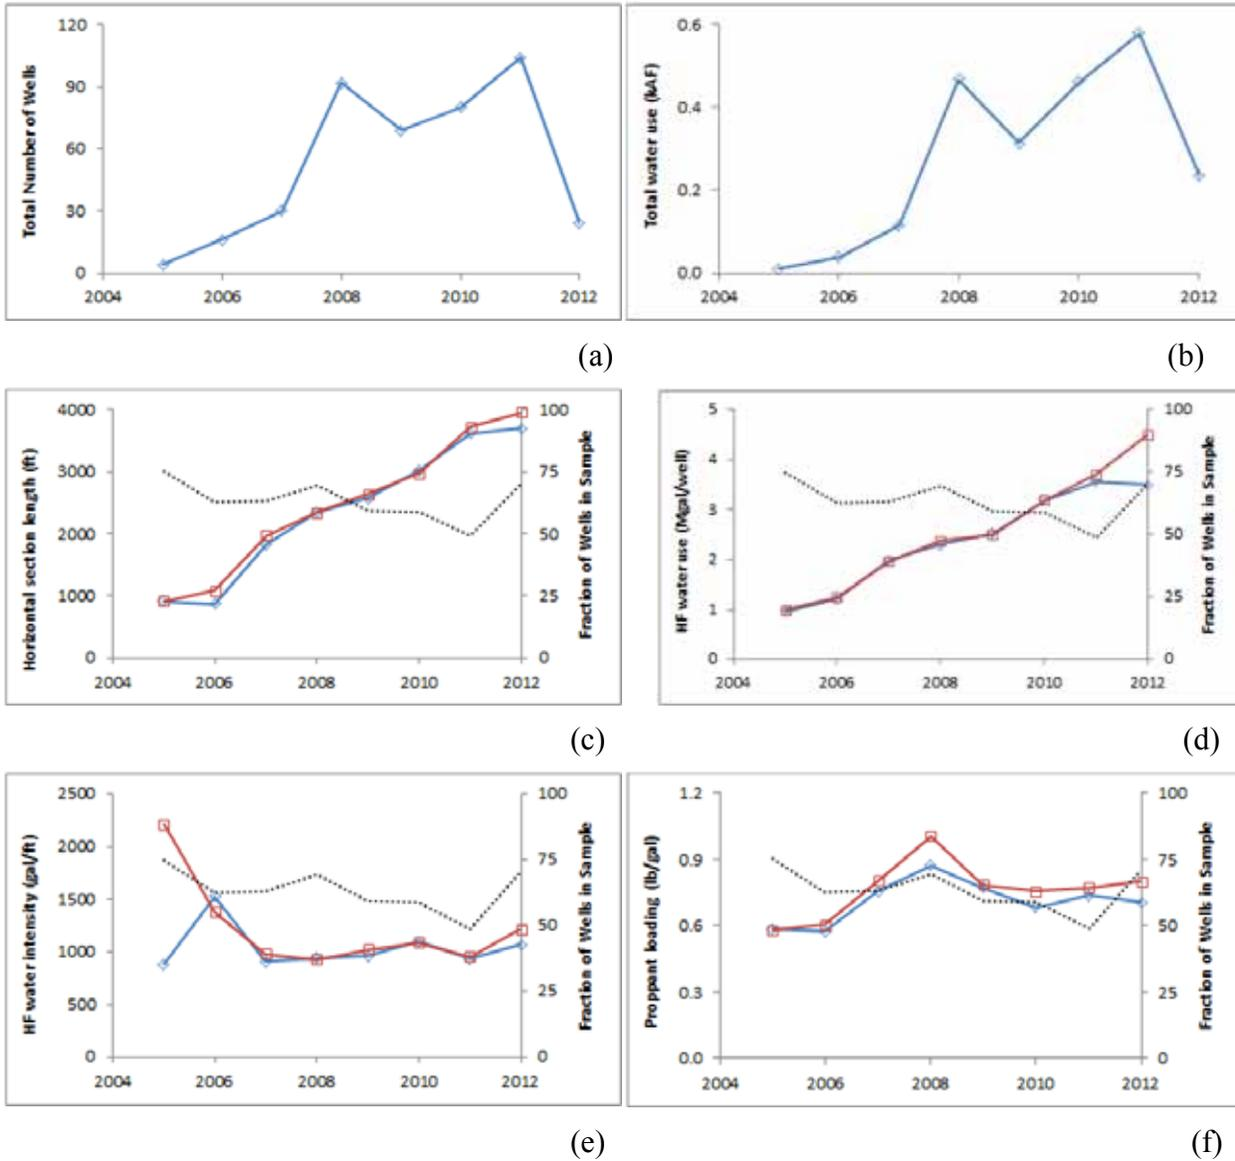 120
90
60
30
0
2004 2006 2008 2010 2012
Total Number of Wells
(a)
0.6
0.4
0.2
0.0
2004 2006 2008 2010 2012
Total water use (kAF)
(b)
4000
3000
2000
1000
0
100
75
50
25
0
2004 2006 2008 2010 2012
Horizontal section length (ft)
Fraction of Wells in Sample
(c)
5
4
3
2
1
0
100
75
50
25
0
2004 2006 2008 2010 2012
HF water use (Mgal/well)
Fraction of Wells in Sample
(d)
2500
2000
1500
1000
500
0
100
75
50
25
0
2004 2006 2008 2010 2012
HF water intensity (gal/ft)
Fraction of Wells in Sample
(e)
1.2
0.9
0.6
0.3
0.0
100
75
50
25
0
2004 2006 2008 2010 2012
Proppant loading (lb/gal)
Fraction of Wells in Sample
(f)